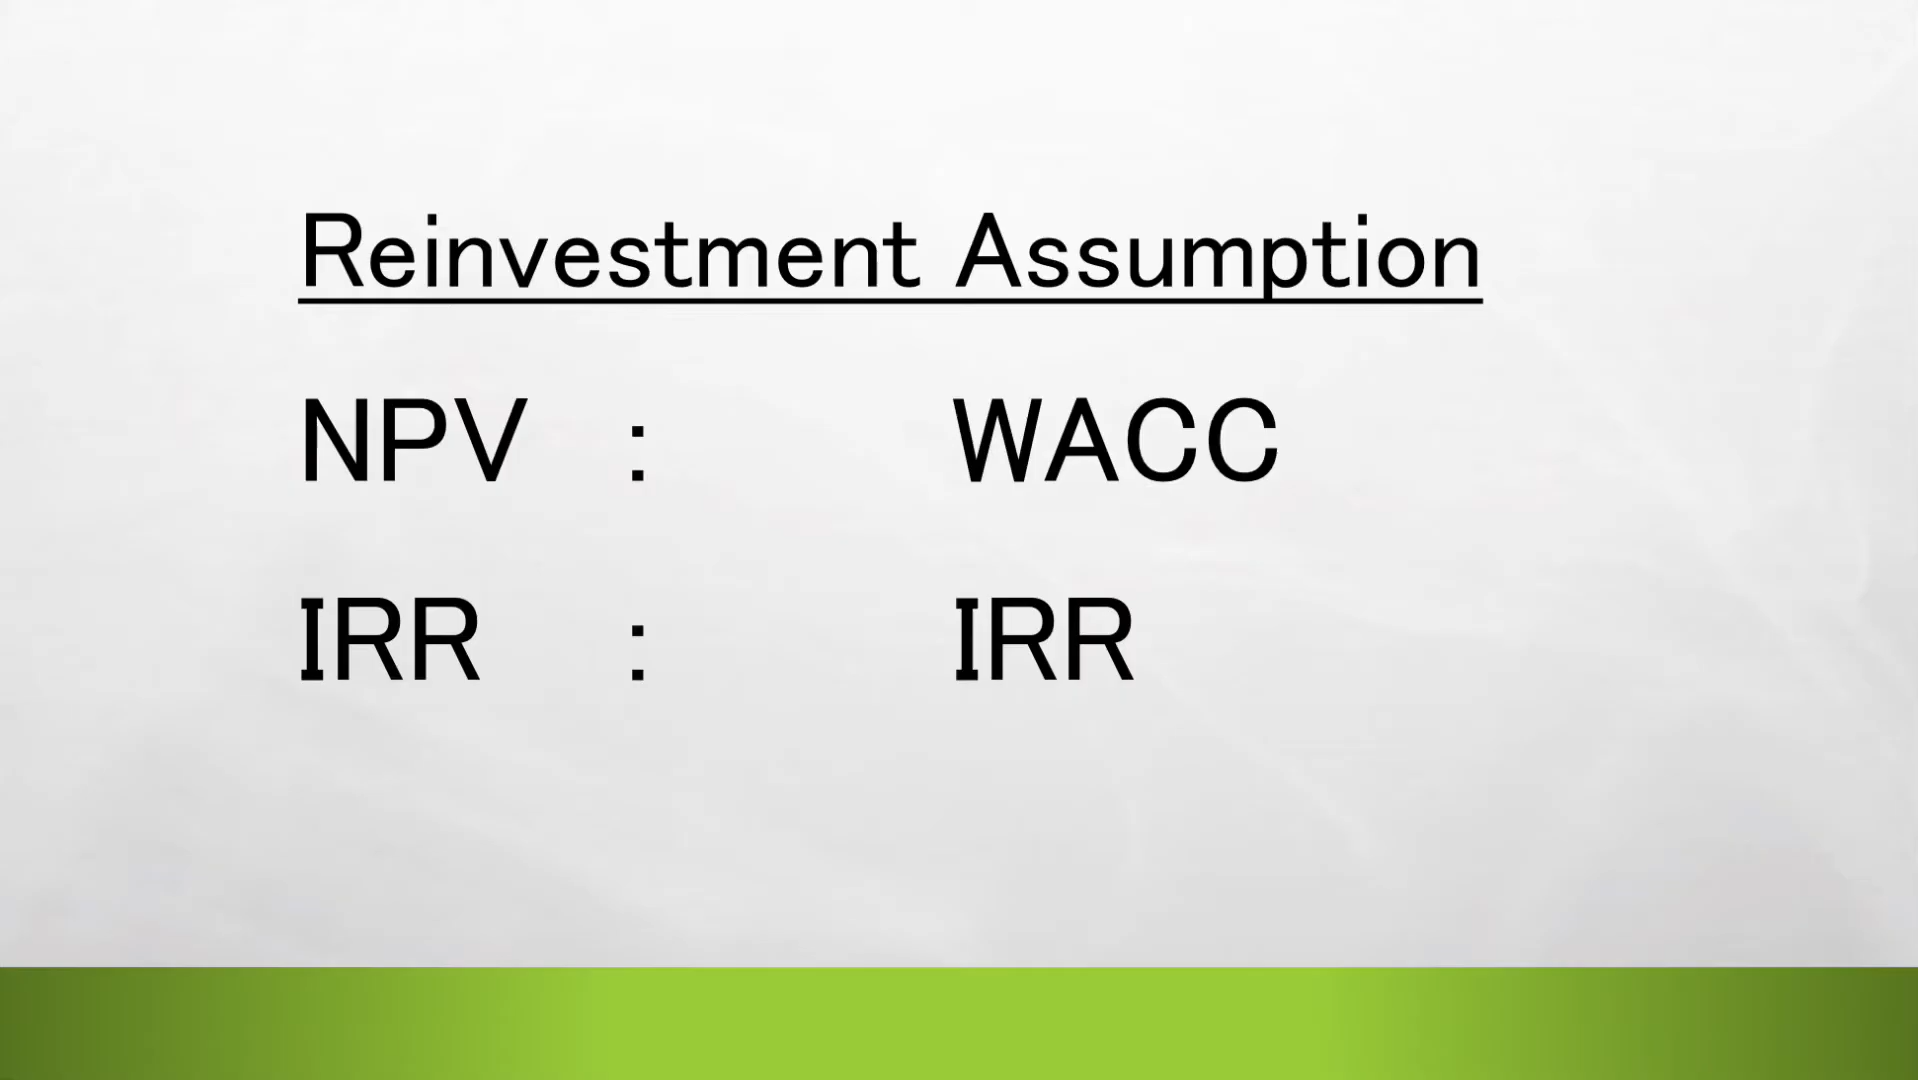 Reinvestment Assumption
NPV : WACC
IRR : IRR